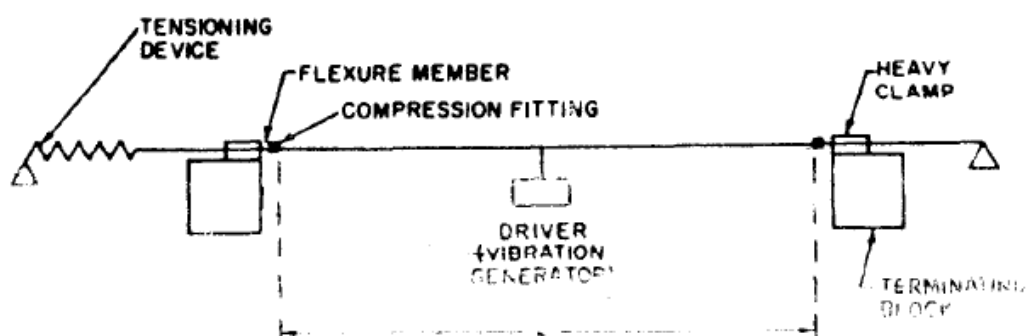 TENSIONING
DEVICE
FLEXURE MEMBER
COMPRESSION FITTING
HEAVY
CLAMP
DRIVER
(VIBRATION
GENERATOR)
TERMINATING
BLOCK